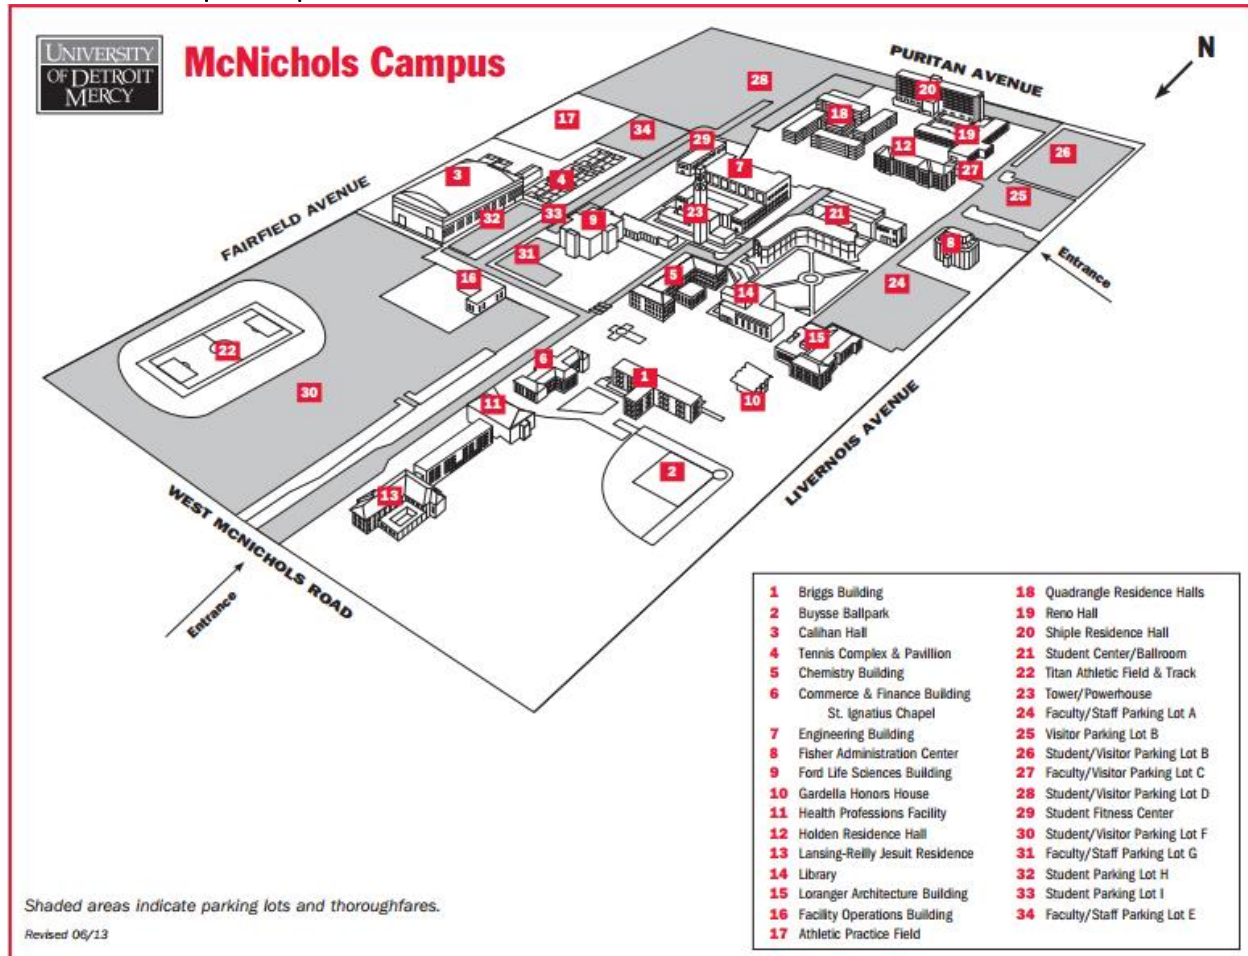 UNIVERSITY
OF DETROIT
MERCY
McNichols Campus
PURITAN AVENUE
N
28
20
17
34
18
29
19
12
26
3
7
27
4
25
32
33
9
23
21
8
FAIRFIELD AVENUE
31
16
5
14
24
Entrance
15
22
6
1
30
11
10
LIVERNOIS AVENUE
2
13
WEST MCNICHOLS ROAD
Entrance
1 Briggs Building
2 Buysse Ballpark
3 Calihan Hall
4 Tennis Complex & Pavillion
5 Chemistry Building
6 Commerce & Finance Building
St. Ignatius Chapel
7 Engineering Building
8 Fisher Administration Center
9 Ford Life Sciences Building
10 Gardella Honors House
11 Health Professions Facility
12 Holden Residence Hall
13 Lansing-Reilly Jesuit Residence
14 Library
15 Loranger Architecture Building
16 Facility Operations Building
17 Athletic Practice Field
18 Quadrangle Residence Halls
19 Reno Hall
20 Shiple Residence Hall
21 Student Center/Ballroom
22 Titan Athletic Field & Track
23 Tower/Powerhouse
24 Faculty/Staff Parking Lot A
25 Visitor Parking Lot B
26 Student/Visitor Parking Lot B
27 Faculty/Visitor Parking Lot C
28 Student/Visitor Parking Lot D
29 Student Fitness Center
30 Student/Visitor Parking Lot F
31 Faculty/Staff Parking Lot G
32 Student Parking Lot H
33 Student Parking Lot I
34 Faculty/Staff Parking Lot E
Shaded areas indicate parking lots and thoroughfares.
Revised 06/13